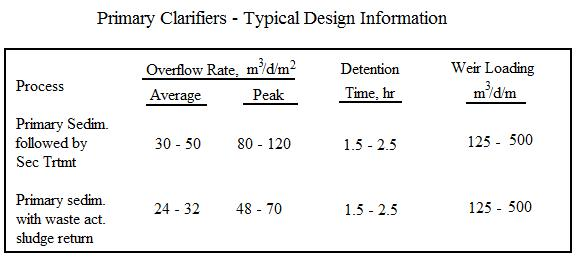 Primary Clarifiers - Typical Design Information
Process
Overflow Rate, m³/d/m²
Average Peak
Detention
Time, hr
Weir Loading
m³/d/m
Primary Sedim.
followed by
Sec Trtmt
30 - 50 80 - 120 1.5 - 2.5 125 - 500
Primary sedim.
with waste act.
sludge return
24 - 32 48 - 70 1.5 - 2.5 125 - 500